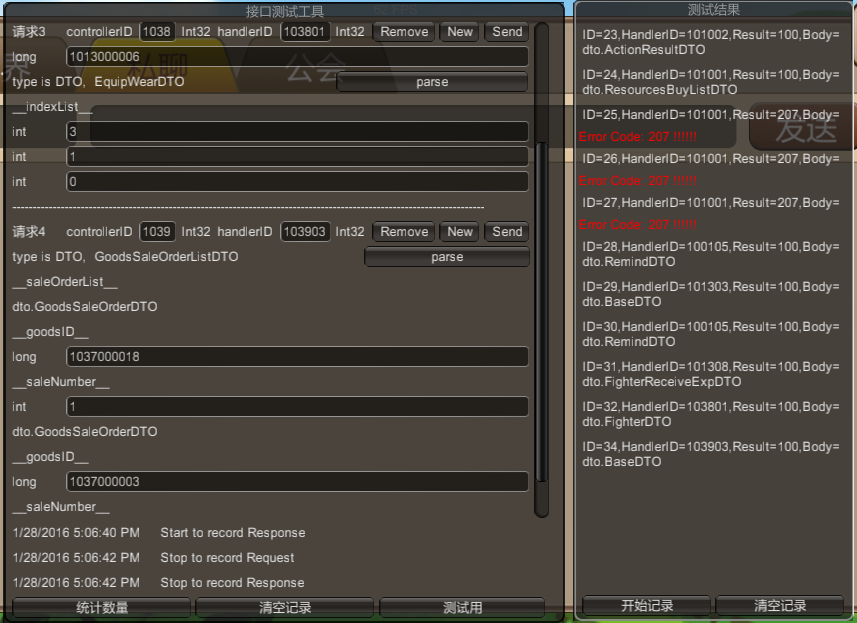 接口测试工具
请求3 controllerID 1038 Int32 handlerID 103801 Int32 Remove New Send
long 1013000006
type is DTO, EquipWearDTO parse
__indexList__
int 3
int 1
int 0
请求4 controllerID 1039 Int32 handlerID 103903 Int32 Remove New Send
type is DTO, GoodsSaleOrderListDTO parse
__saleOrderList__
dto.GoodsSaleOrderDTO
__goodsID__
long 1037000018
__saleNumber__
int 1
dto.GoodsSaleOrderDTO
__goodsID__
long 1037000003
__saleNumber__
1/28/2016 5:06:40 PM Start to record Response
1/28/2016 5:06:42 PM Stop to record Request
1/28/2016 5:06:42 PM Stop to record Response
统计数量 清空记录 测试用
界 私聊 公会
发送
测试结果
ID=23,HandlerID=101002,Result=100,Body=
dto.ActionResultDTO
ID=24,HandlerID=101001,Result=100,Body=
dto.ResourcesBuyListDTO
ID=25,HandlerID=101001,Result=207,Body=
Error Code: 207 !!!!!!
ID=26,HandlerID=101001,Result=207,Body=
Error Code: 207 !!!!!!
ID=27,HandlerID=101001,Result=207,Body=
Error Code: 207 !!!!!!
ID=28,HandlerID=100105,Result=100,Body=
dto.RemindDTO
ID=29,HandlerID=101303,Result=100,Body=
dto.BaseDTO
ID=30,HandlerID=100105,Result=100,Body=
dto.RemindDTO
ID=31,HandlerID=101308,Result=100,Body=
dto.FighterReceiveExpDTO
ID=32,HandlerID=103801,Result=100,Body=
dto.FighterDTO
ID=34,HandlerID=103903,Result=100,Body=
dto.BaseDTO
开始记录 清空记录